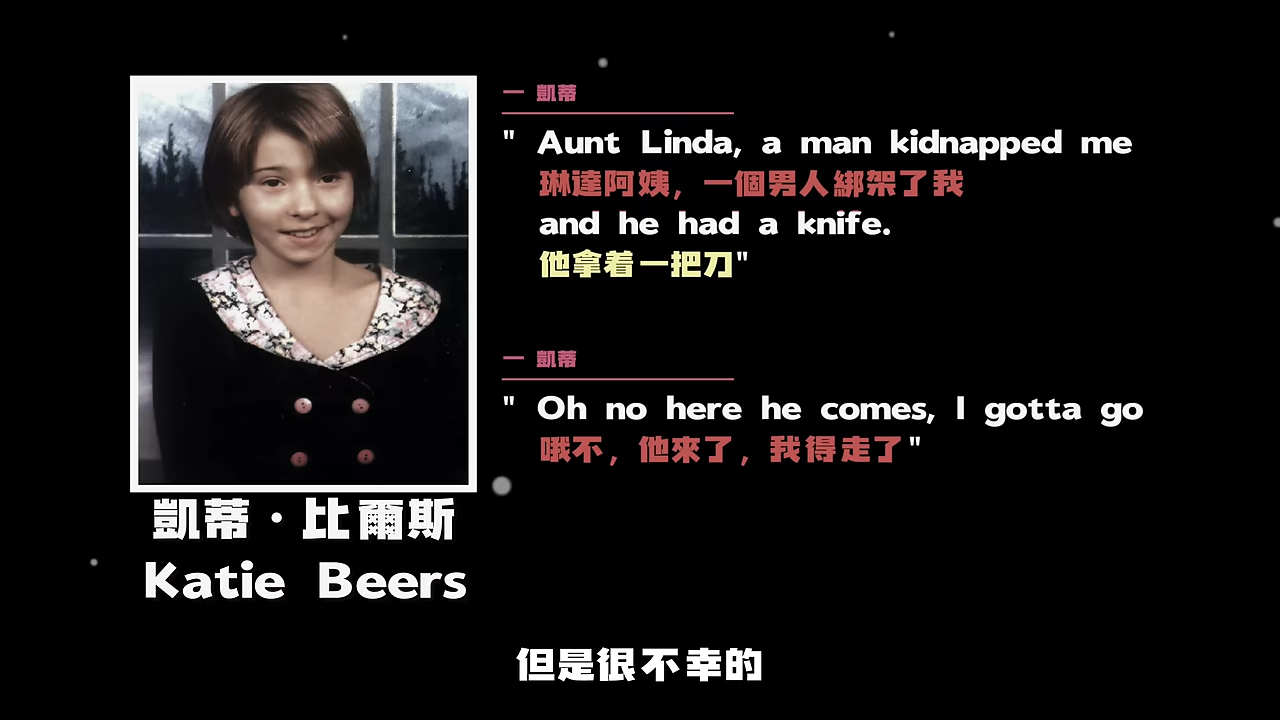 一 凱蒂
" Aunt Linda, a man kidnapped me
琳達阿姨，一個男人綁架了我
and he had a knife.
他拿着一把刀"
一 凱蒂
" Oh no here he comes, I gotta go
哦不，他來了，我得走了"
凱蒂·比爾斯
Katie Beers
但是很不幸的